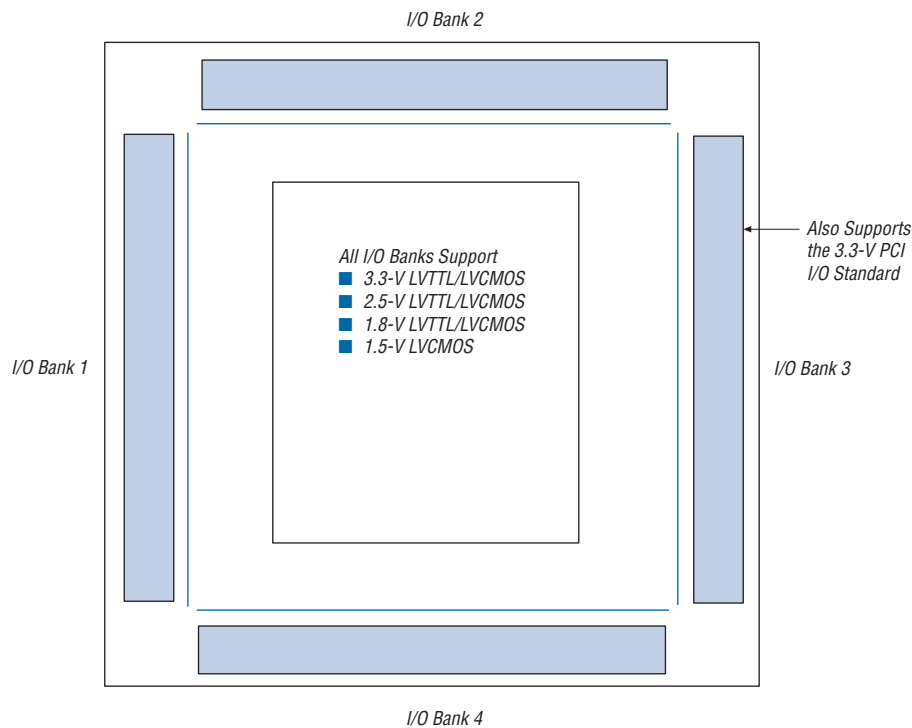 I/O Bank 2
All I/O Banks Support
3.3-V LVTTL/LVCMOS
2.5-V LVTTL/LVCMOS
1.8-V LVTTL/LVCMOS
1.5-V LVCMOS
Also Supports
the 3.3-V PCI
I/O Standard
I/O Bank 1
I/O Bank 3
I/O Bank 4